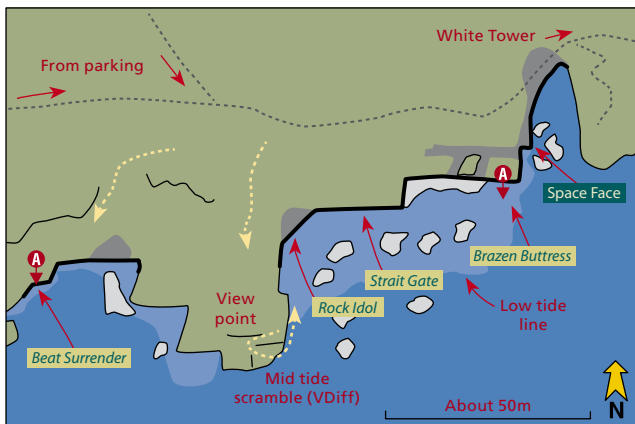 White Tower
From parking
A
Space Face
A
Brazen Buttress
Strait Gate
View
point
Rock Idol
Low tide
line
Beat Surrender
Mid tide
scramble (VDiff)
About 50m
N